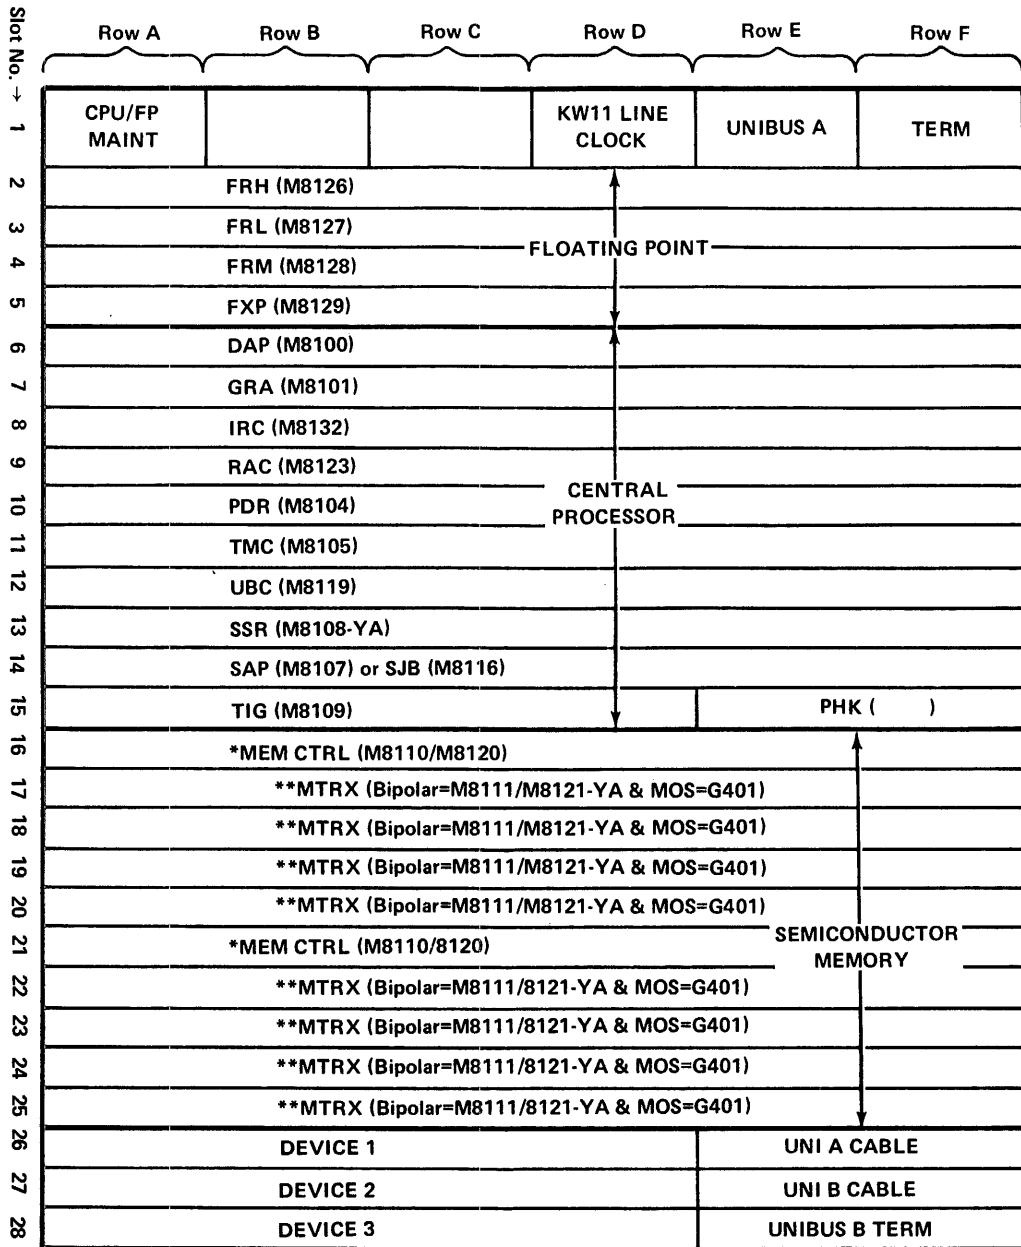 Slot No. →
Row A Row B Row C Row D Row E Row F
1 CPU/FP MAINT KW11 LINE CLOCK UNIBUS A TERM
2 FRH (M8126)
3 FRL (M8127)
FLOATING POINT
4 FRM (M8128)
5 FXP (M8129)
6 DAP (M8100)
7 GRA (M8101)
8 IRC (M8132)
9 RAC (M8123)
CENTRAL PROCESSOR
10 PDR (M8104)
11 TMC (M8105)
12 UBC (M8119)
13 SSR (M8108-YA)
14 SAP (M8107) or SJB (M8116)
15 TIG (M8109) PHK ( )
16 *MEM CTRL (M8110/M8120)
17 **MTRX (Bipolar=M8111/M8121-YA & MOS=G401)
18 **MTRX (Bipolar=M8111/M8121-YA & MOS=G401)
19 **MTRX (Bipolar=M8111/M8121-YA & MOS=G401)
20 **MTRX (Bipolar=M8111/M8121-YA & MOS=G401)
21 *MEM CTRL (M8110/8120)
SEMICONDUCTOR MEMORY
22 **MTRX (Bipolar=M8111/8121-YA & MOS=G401)
23 **MTRX (Bipolar=M8111/8121-YA & MOS=G401)
24 **MTRX (Bipolar=M8111/8121-YA & MOS=G401)
25 **MTRX (Bipolar=M8111/8121-YA & MOS=G401)
26 DEVICE 1 UNI A CABLE
27 DEVICE 2 UNI B CABLE
28 DEVICE 3 UNIBUS B TERM